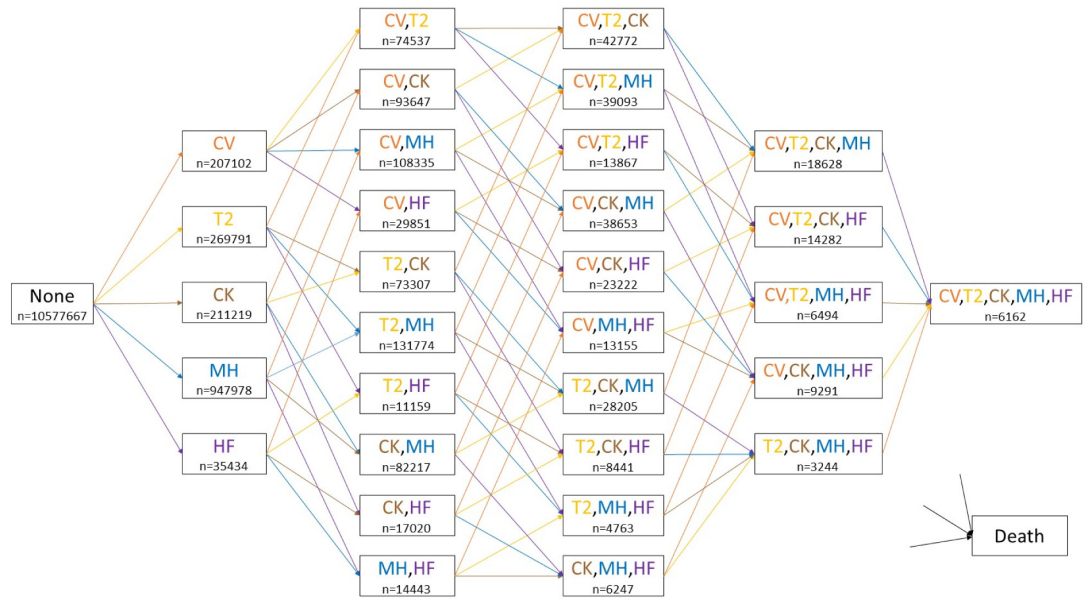 None
n=10577667
CV
n=207102
T2
n=269791
CK
n=211219
MH
n=947978
HF
n=35434
CV,T2
n=74537
CV,CK
n=93647
CV,MH
n=108335
CV,HF
n=29851
T2,CK
n=73307
T2,MH
n=131774
T2,HF
n=11159
CK,MH
n=82217
CK,HF
n=17020
MH,HF
n=14443
CV,T2,CK
n=42772
CV,T2,MH
n=39093
CV,T2,HF
n=13867
CV,CK,MH
n=38653
CV,CK,HF
n=23222
CV,MH,HF
n=13155
T2,CK,MH
n=28205
T2,CK,HF
n=8441
T2,MH,HF
n=4763
CK,MH,HF
n=6247
CV,T2,CK,MH
n=18628
CV,T2,CK,HF
n=14282
CV,T2,MH,HF
n=6494
CV,CK,MH,HF
n=9291
T2,CK,MH,HF
n=3244
CV,T2,CK,MH,HF
n=6162
Death